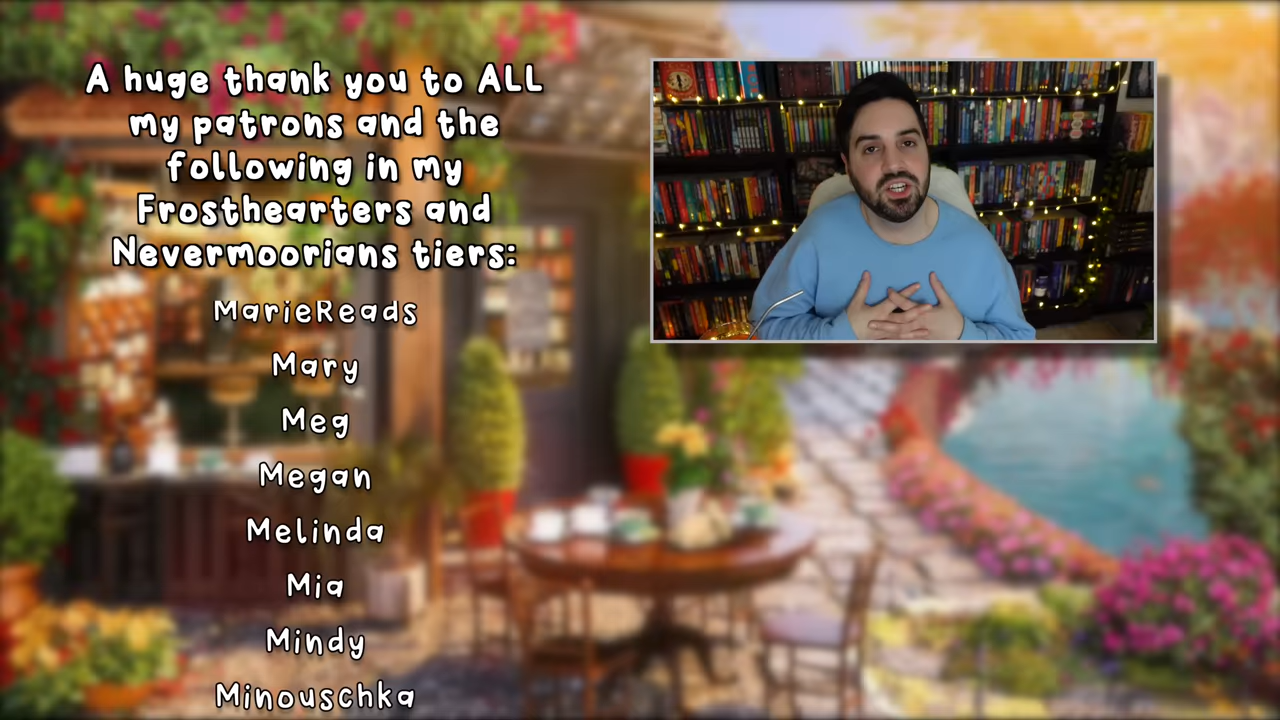 A huge thank you to ALL
my patrons and the
following in my
Frosthearters and
Nevermoorians tiers:
MarieReads
Mary
Meg
Megan
Melinda
Mia
Mindy
Minouschka